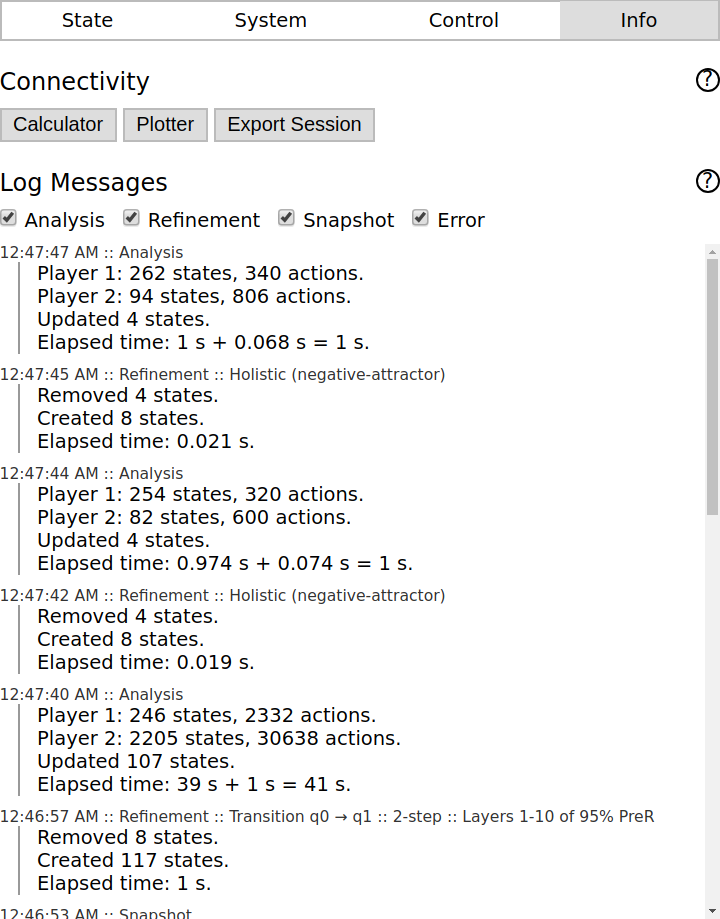 State System Control Info
Connectivity ?
Calculator Plotter Export Session
Log Messages ?
Analysis Refinement Snapshot Error
12:47:47 AM :: Analysis
Player 1: 262 states, 340 actions.
Player 2: 94 states, 806 actions.
Updated 4 states.
Elapsed time: 1 s + 0.068 s = 1 s.
12:47:45 AM :: Refinement :: Holistic (negative-attractor)
Removed 4 states.
Created 8 states.
Elapsed time: 0.021 s.
12:47:44 AM :: Analysis
Player 1: 254 states, 320 actions.
Player 2: 82 states, 600 actions.
Updated 4 states.
Elapsed time: 0.974 s + 0.074 s = 1 s.
12:47:42 AM :: Refinement :: Holistic (negative-attractor)
Removed 4 states.
Created 8 states.
Elapsed time: 0.019 s.
12:47:40 AM :: Analysis
Player 1: 246 states, 2332 actions.
Player 2: 2205 states, 30638 actions.
Updated 107 states.
Elapsed time: 39 s + 1 s = 41 s.
12:46:57 AM :: Refinement :: Transition q0 → q1 :: 2-step :: Layers 1-10 of 95% PreR
Removed 8 states.
Created 117 states.
Elapsed time: 1 s.
12:46:53 AM :: Snapshot